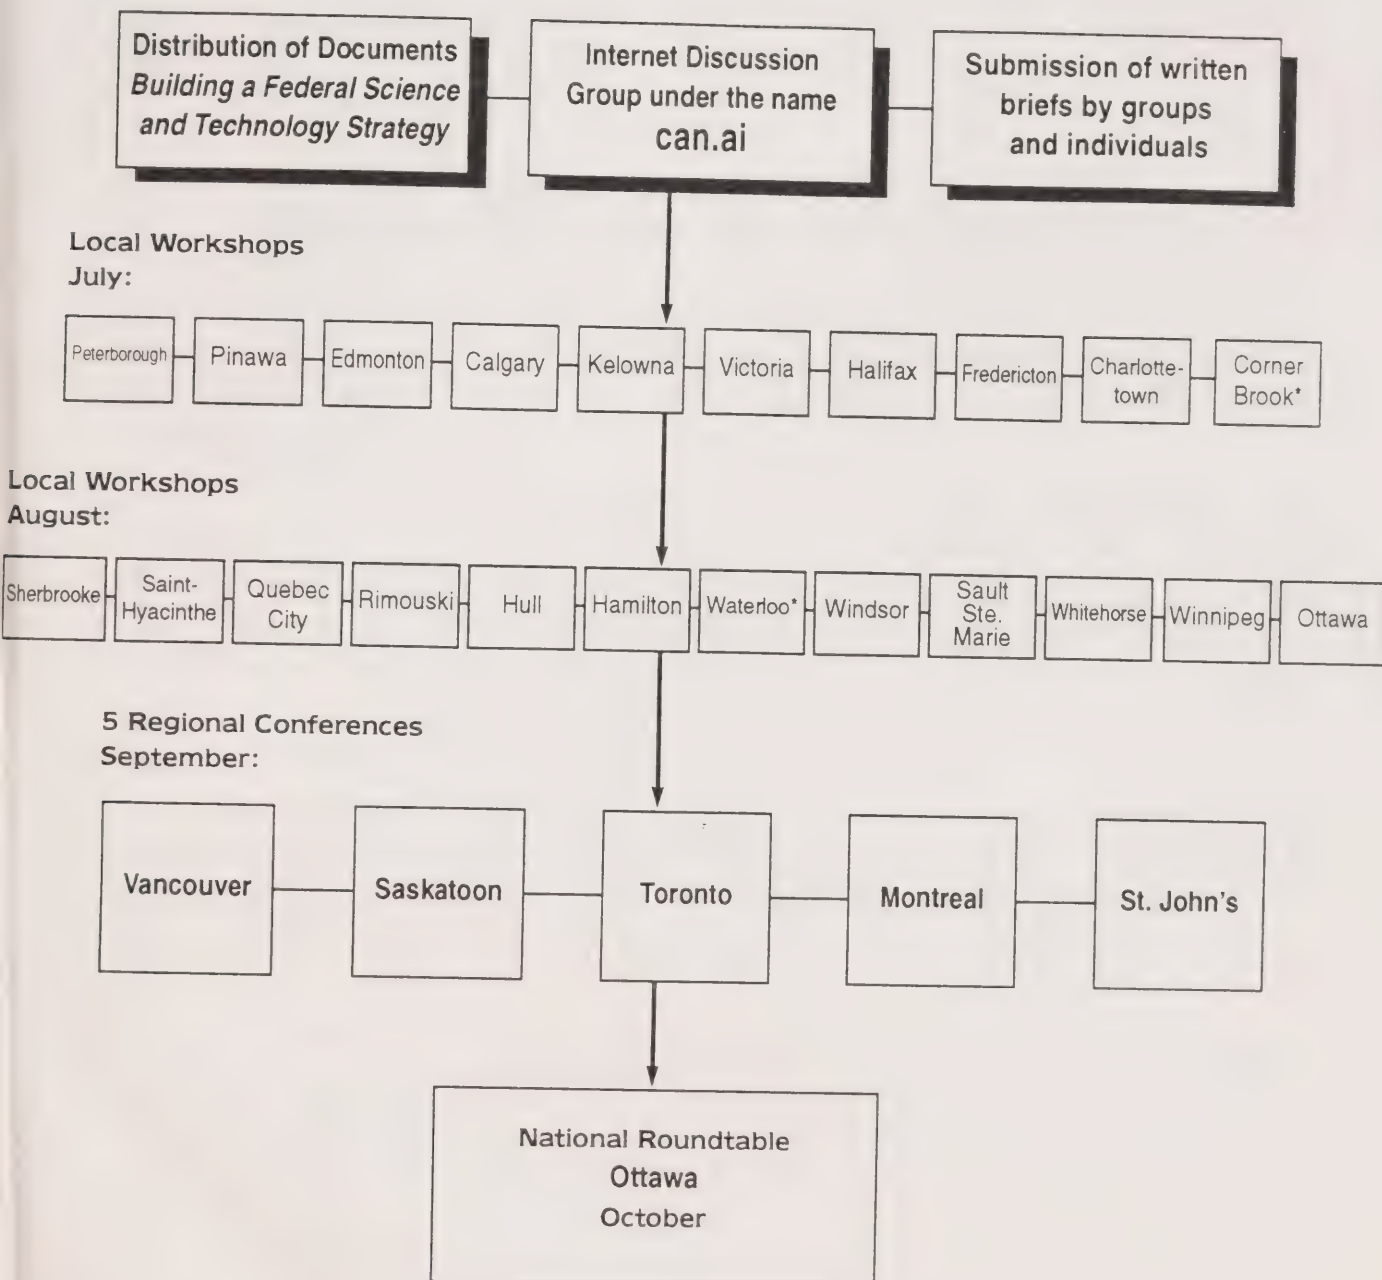 Distribution of Documents
Building a Federal Science
and Technology Strategy
Internet Discussion
Group under the name
can.ai
Submission of written
briefs by groups
and individuals
Local Workshops
July:
Peterborough
Pinawa
Edmonton
Calgary
Kelowna
Victoria
Halifax
Fredericton
Charlotte-
town
Corner
Brook*
Local Workshops
August:
Sherbrooke
Saint-
Hyacinthe
Quebec
City
Rimouski
Hull
Hamilton
Waterloo*
Windsor
Sault
Ste.
Marie
Whitehorse
Winnipeg
Ottawa
5 Regional Conferences
September:
Vancouver
Saskatoon
Toronto
Montreal
St. John's
National Roundtable
Ottawa
October